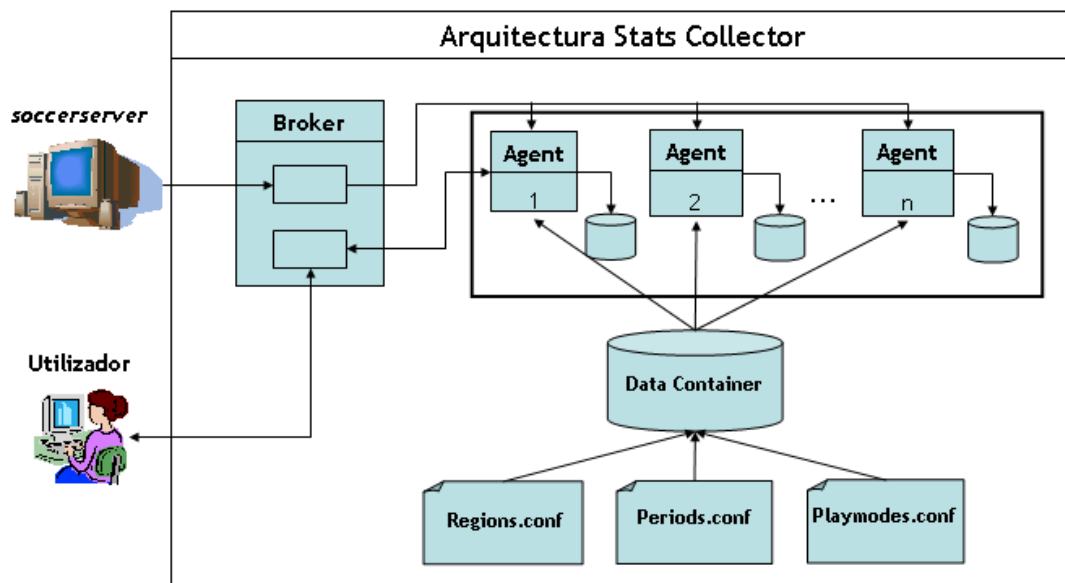 Arquitectura Stats Collector
soccerserver
Broker
Agent
1
Agent
2
...
Agent
n
Utilizador
Data Container
Regions.conf
Periods.conf
Playmodes.conf